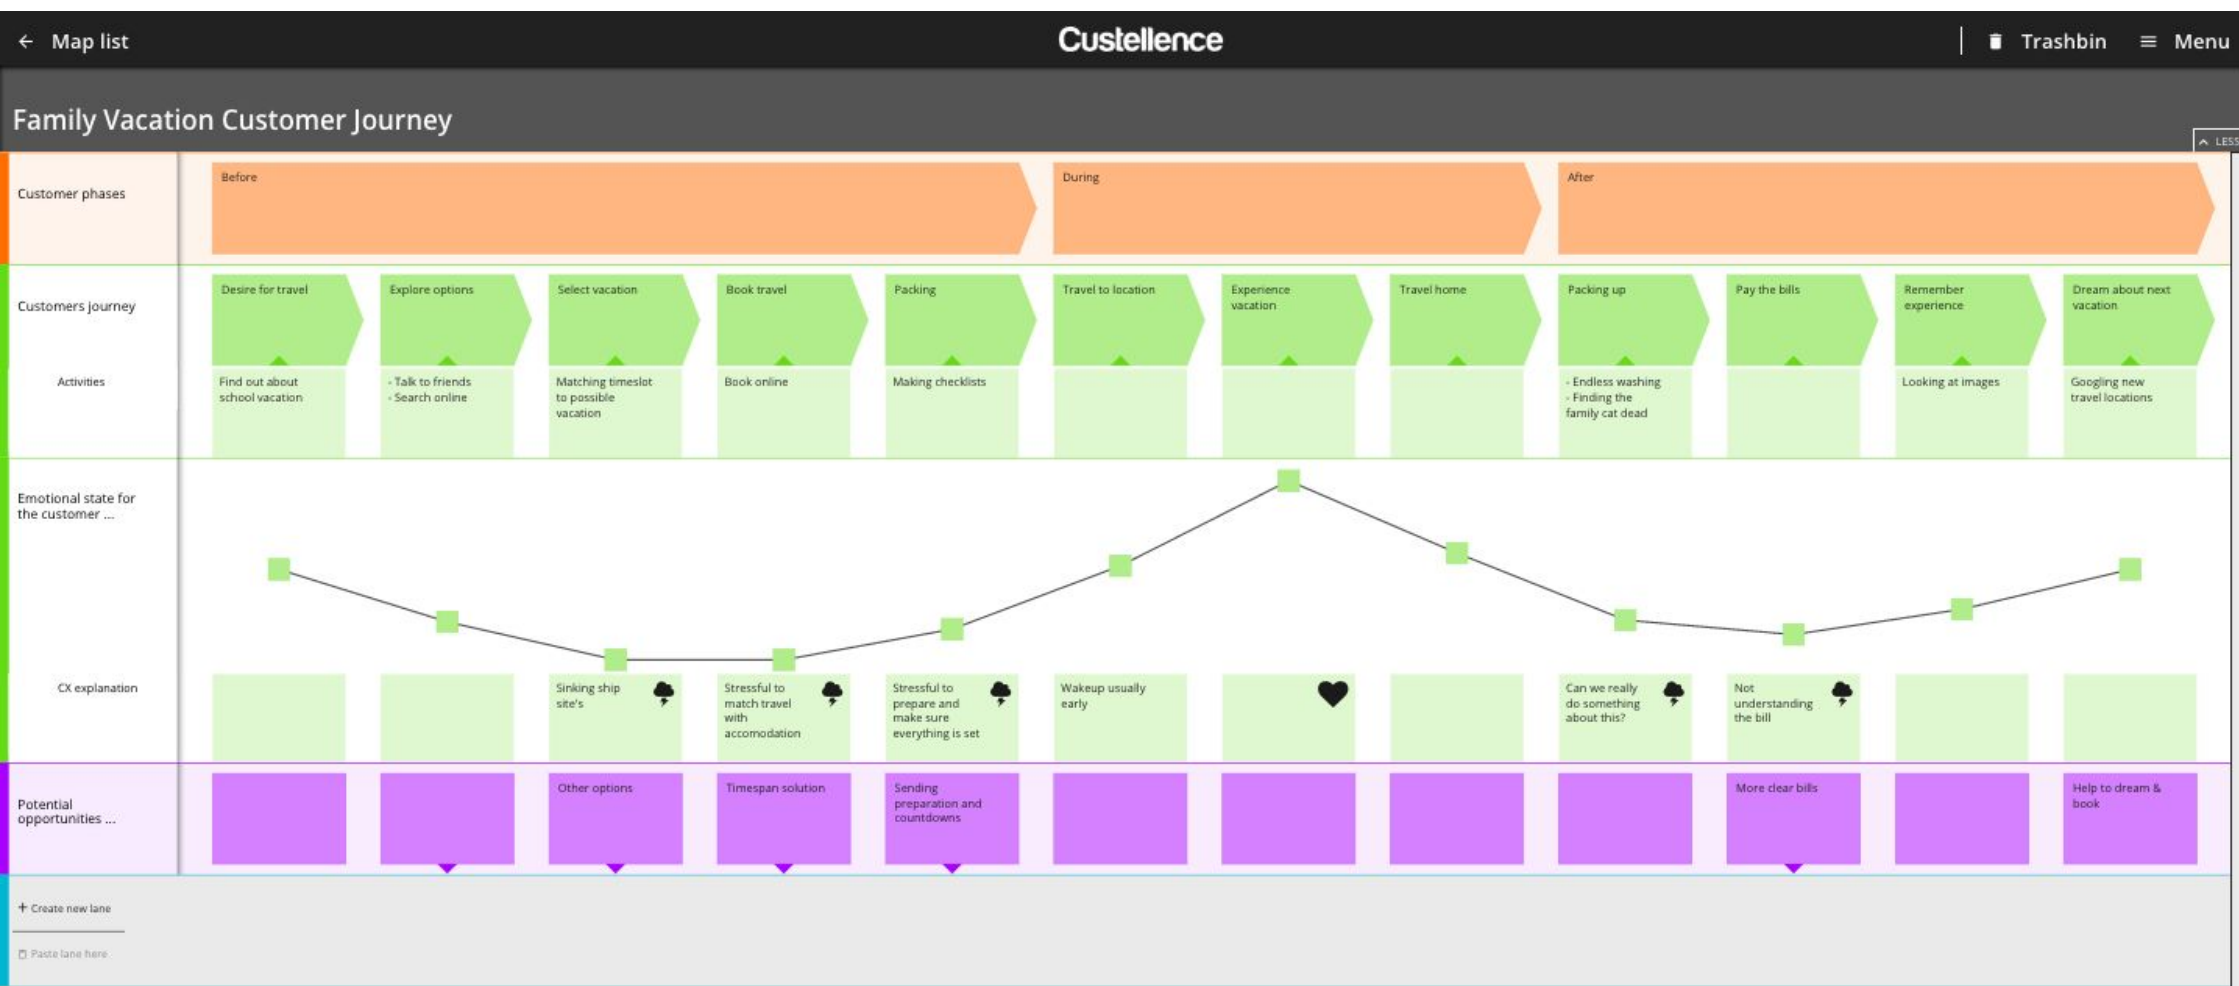 Map list
Custellence
Trashbin
Menu
Family Vacation Customer Journey
LESS
Customer phases
Before
During
After
Customers journey
Desire for travel
Explore options
Select vacation
Book travel
Packing
Travel to location
Experience
vacation
Travel home
Packing up
Pay the bills
Remember
experience
Dream about next
vacation
Activities
Find out about
school vacation
- Talk to friends
- Search online
Matching timeslot
to possible
vacation
Book online
Making checklists
- Endless washing
- Finding the
family cat dead
Looking at images
Googling new
travel locations
Emotional state for
the customer ...
CX explanation
Sinking ship
site's
Stressful to
match travel
with
accomodation
Stressful to
prepare and
make sure
everything is set
Wakeup usually
early
Can we really
do something
about this?
Not
understanding
the bill
Potential
opportunities ...
Other options
Timespan solution
Sending
preparation and
countdowns
More clear bills
Help to dream &
book
+ Create new lane
Paste lane here